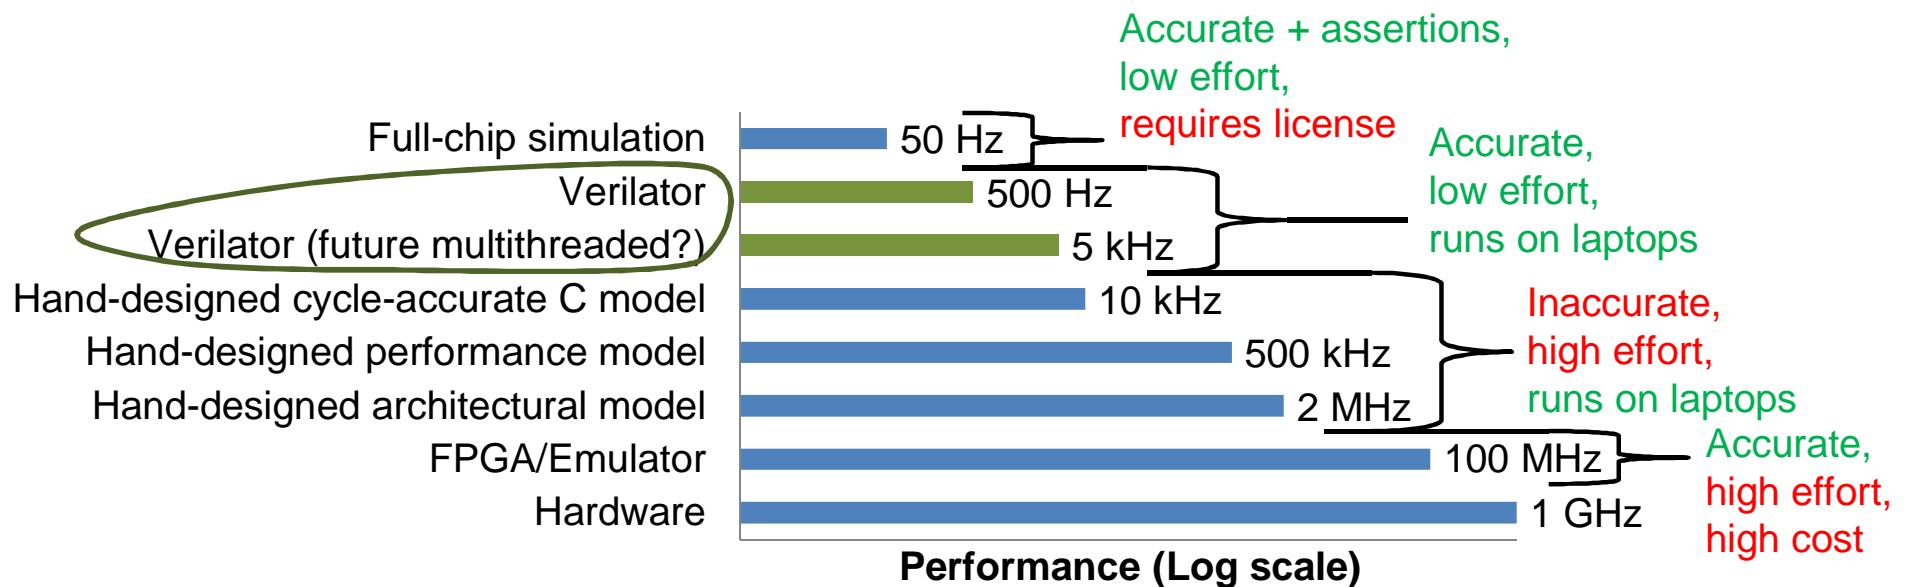 Accurate + assertions,
low effort,
requires license
Full-chip simulation 50 Hz
Verilator 500 Hz
Verilator (future multithreaded?) 5 kHz
Accurate,
low effort,
runs on laptops
Hand-designed cycle-accurate C model 10 kHz
Hand-designed performance model 500 kHz
Hand-designed architectural model 2 MHz
Inaccurate,
high effort,
runs on laptops
FPGA/Emulator 100 MHz
Hardware 1 GHz
Accurate,
high effort,
high cost
Performance (Log scale)